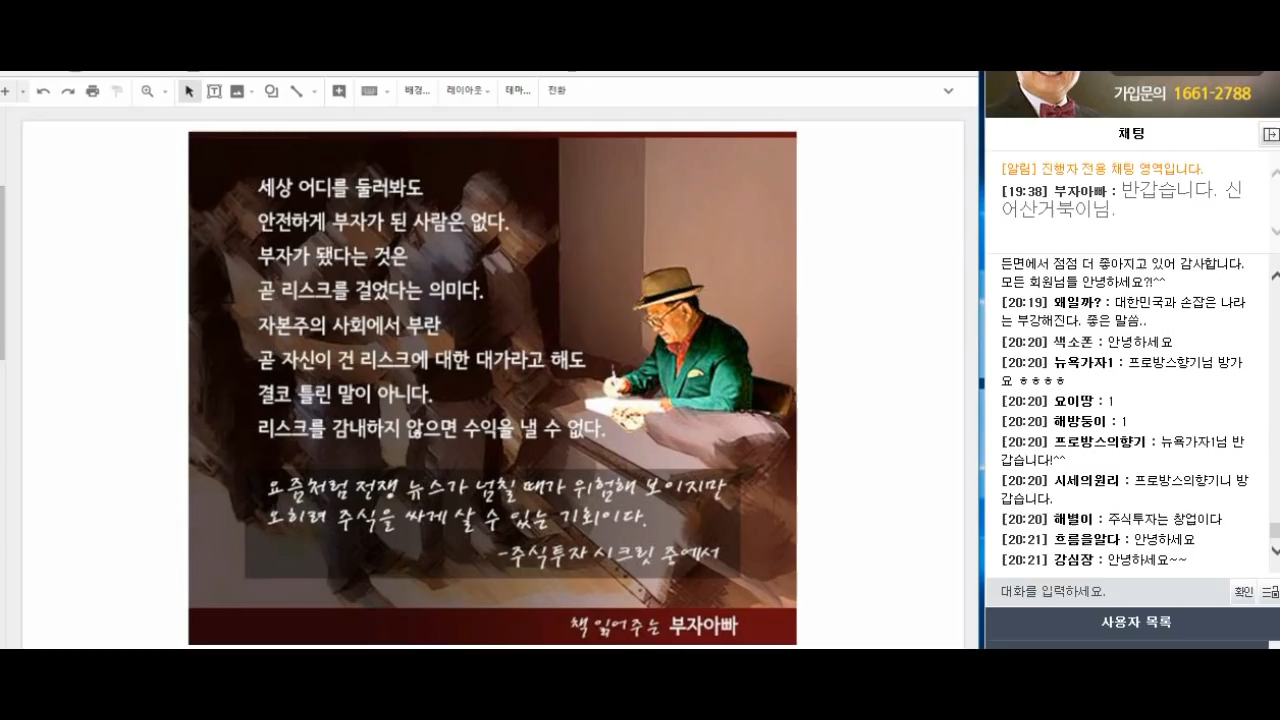 배경...
레이아웃
테마...
전환
세상 어디를 둘러봐도
안전하게 부자가 된 사람은 없다.
부자가 됐다는 것은
곧 리스크를 걸었다는 의미다.
자본주의 사회에서 부란
곧 자신이 건 리스크에 대한 대가라고 해도
결코 틀린 말이 아니다.
리스크를 감내하지 않으면 수익을 낼 수 없다.
요즘처럼 전쟁 뉴스가 넘칠 때가 위험해 보이지만
오히려 주식을 싸게 살 수 있는 기회이다.
-주식투자 시크릿 중에서
책 읽어주는 부자아빠
가입문의 1661-2788
채팅
[알림] 진행자 전용 채팅 영역입니다.
[19:38] 부자아빠 : 반갑습니다. 신
어산거북이님.
든면에서 점점 더 좋아지고 있어 감사합니다.
모든 회원님들 안녕하세요?!^^
[20:19] 왜일까? : 대한민국과 손잡은 나라
는 부강해진다. 좋은 말씀..
[20:20] 색소폰 : 안녕하세요
[20:20] 뉴욕가자1 : 프로방스향기님 방가
요 ㅎㅎㅎㅎ
[20:20] 요이땅 : 1
[20:20] 해방둥이 : 1
[20:20] 프로방스의향기 : 뉴욕가자1님 반
갑습니다!^^
[20:20] 시세의원리 : 프로방스의향기니 방
갑습니다.
[20:20] 해별이 : 주식투자는 창업이다
[20:21] 흐름을알다 : 안녕하세요
[20:21] 강심장 : 안녕하세요~~
대화를 입력하세요.
확인
사용자 목록